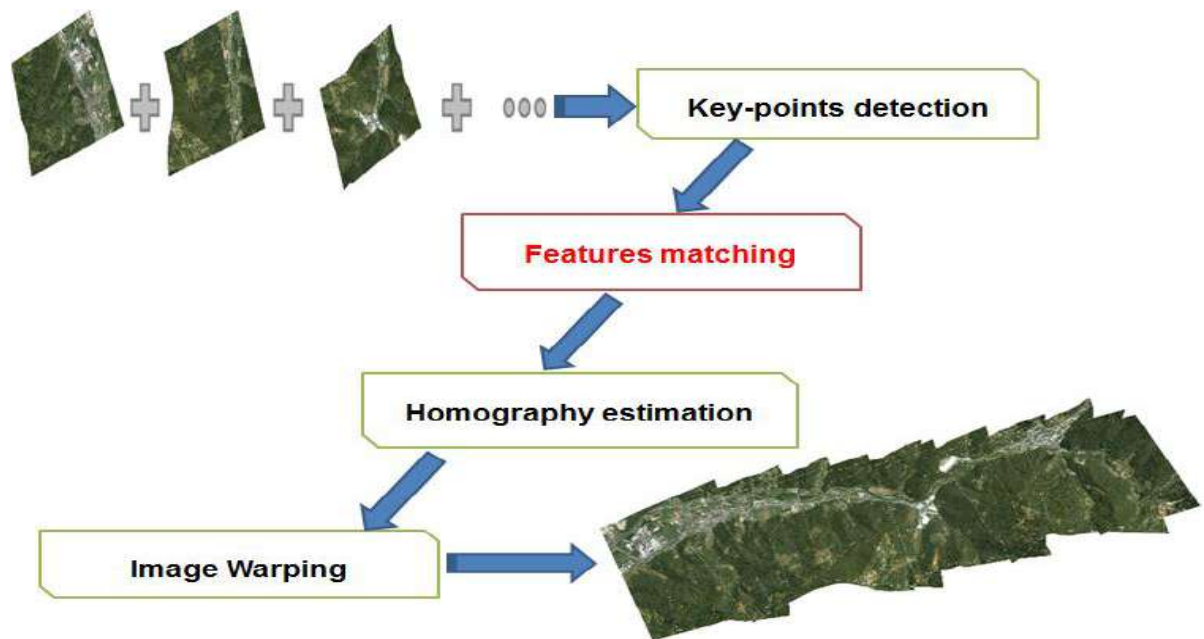 Key-points detection
Features matching
Homography estimation
Image Warping